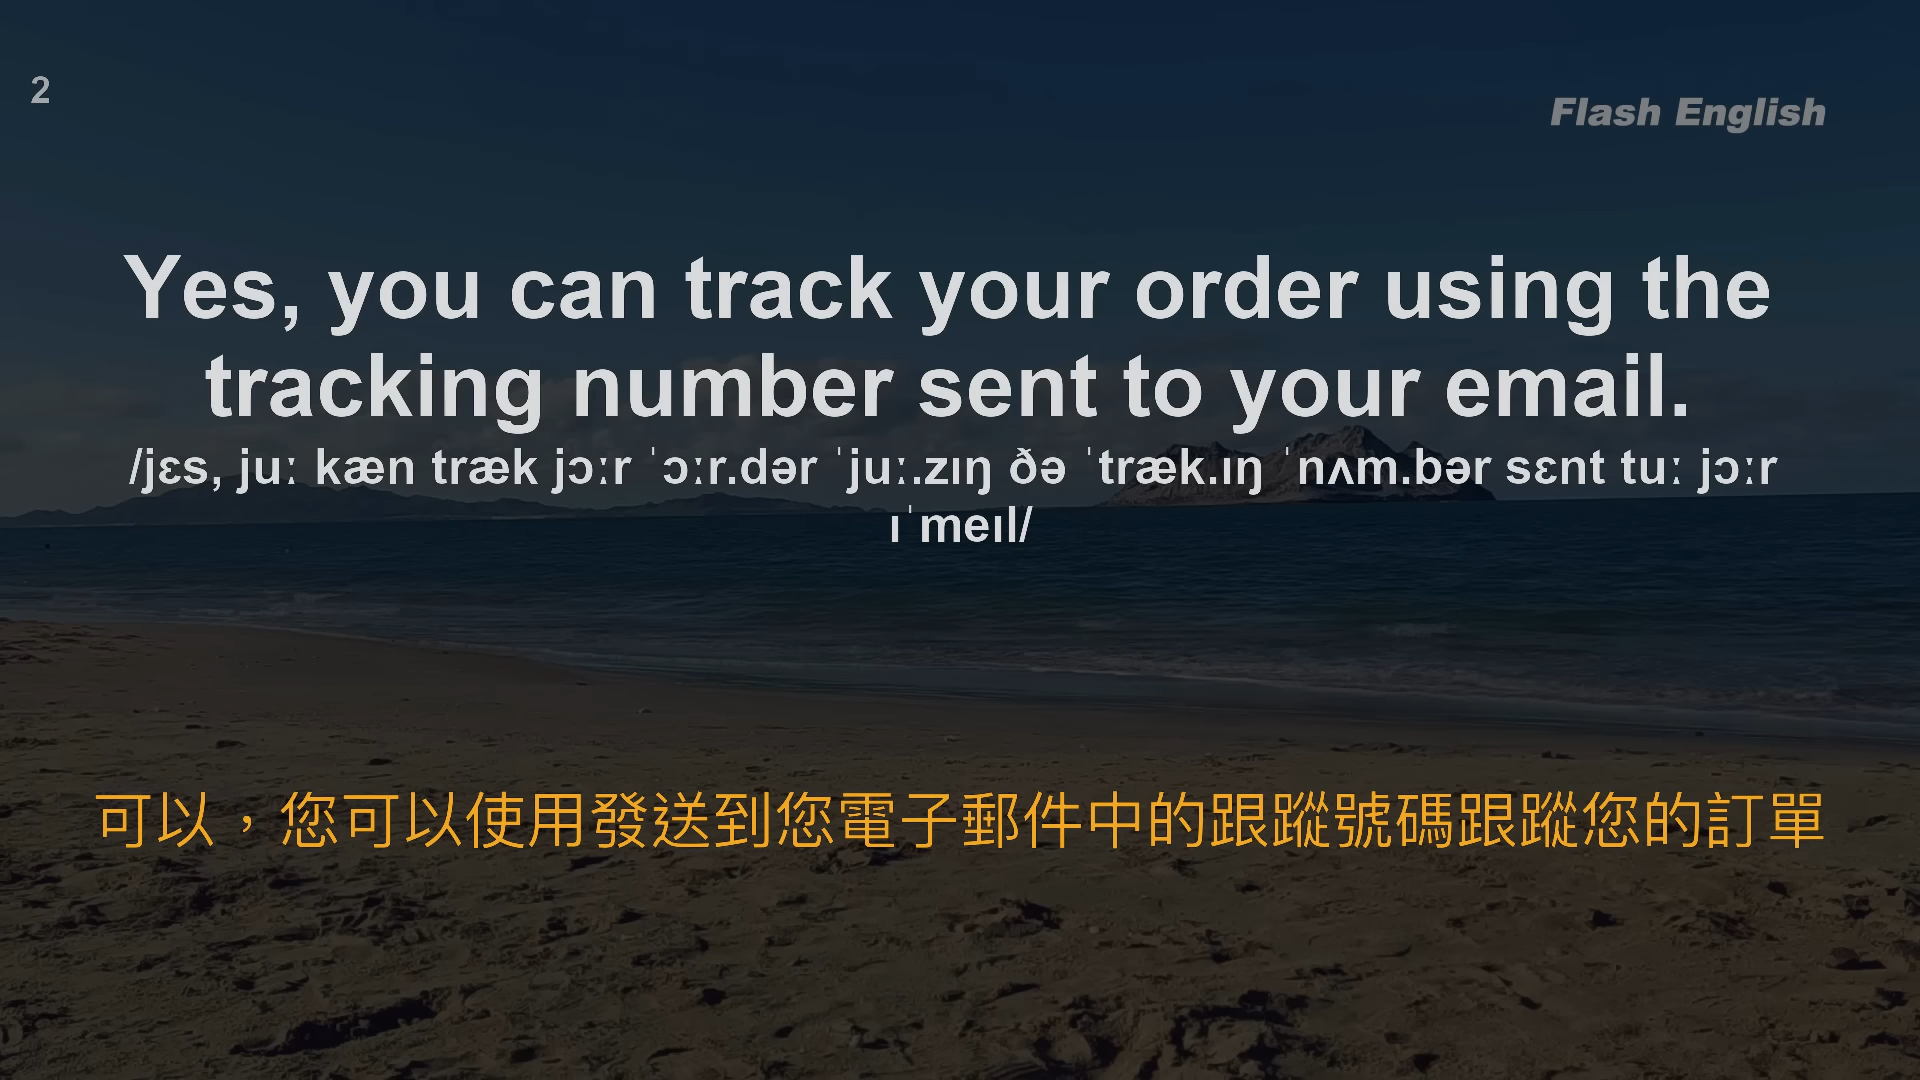 2
Flash English
Yes, you can track your order using the
tracking number sent to your email.
/jɛs, juː kæn træk jɔːr ˈɔːr.dər ˈjuː.zɪŋ ðə ˈtræk.ɪŋ ˈnʌm.bər sɛnt tuː jɔːr
ɪˈmeɪl/
可以，您可以使用發送到您電子郵件中的跟蹤號碼跟蹤您的訂單